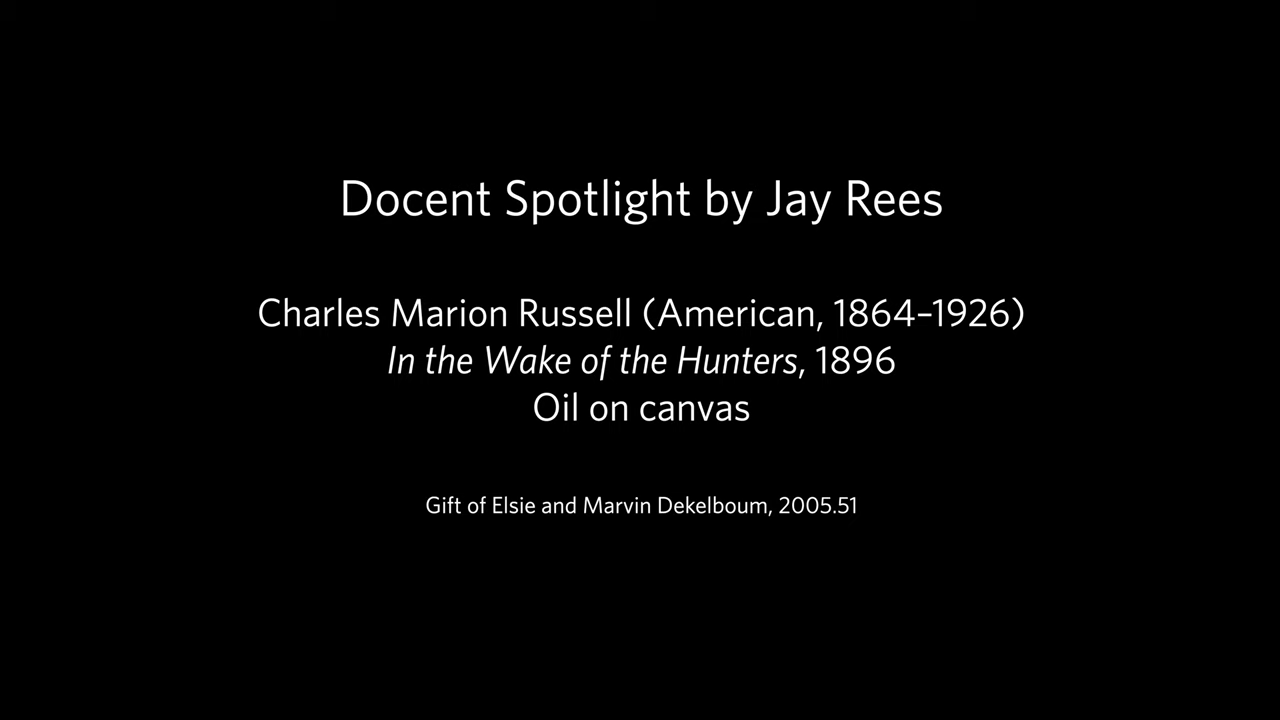 Docent Spotlight by Jay Rees
Charles Marion Russell (American, 1864–1926)
In the Wake of the Hunters, 1896
Oil on canvas
Gift of Elsie and Marvin Dekelboum, 2005.51